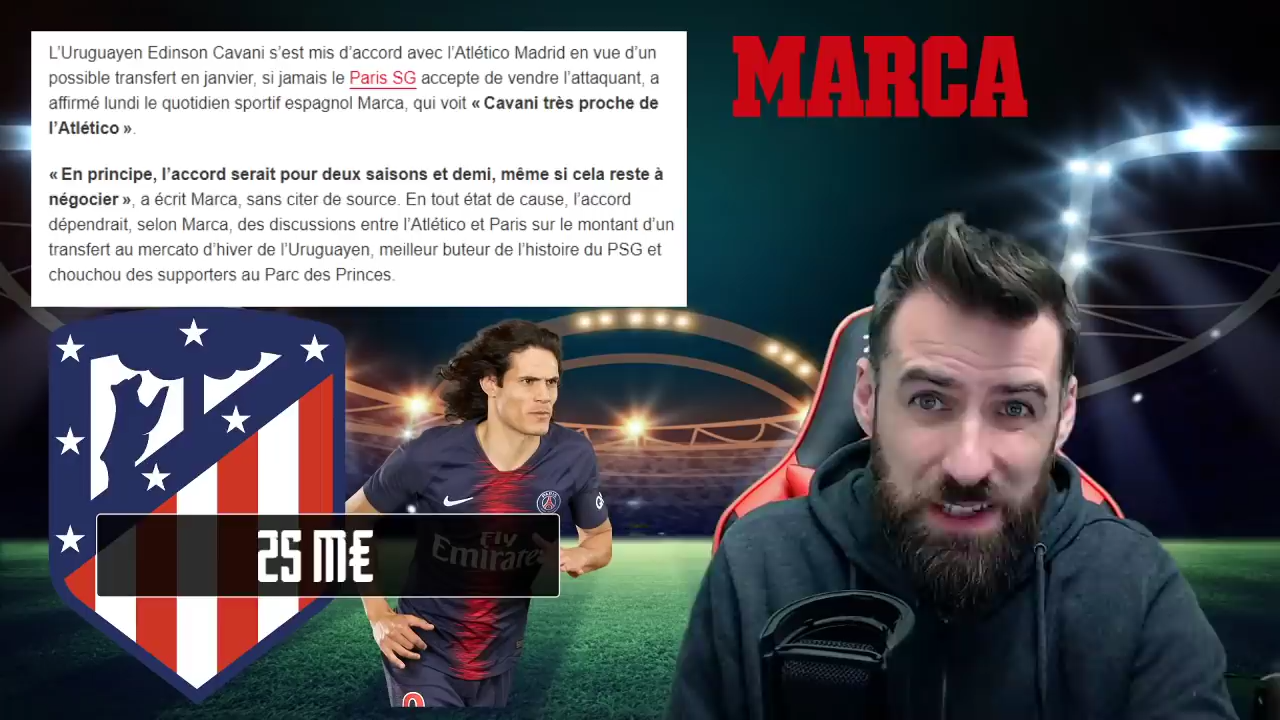 L’Uruguayen Edinson Cavani s’est mis d’accord avec l’Atlético Madrid en vue d’un
possible transfert en janvier, si jamais le Paris SG accepte de vendre l’attaquant, a
affirmé lundi le quotidien sportif espagnol Marca, qui voit « Cavani très proche de
l’Atlético ».
« En principe, l’accord serait pour deux saisons et demi, même si cela reste à
négocier », a écrit Marca, sans citer de source. En tout état de cause, l’accord
dépendrait, selon Marca, des discussions entre l’Atlético et Paris sur le montant d’un
transfert au mercato d’hiver de l’Uruguayen, meilleur buteur de l’histoire du PSG et
chouchou des supporters au Parc des Princes.
MARCA
25 M€
Fly
Emirates